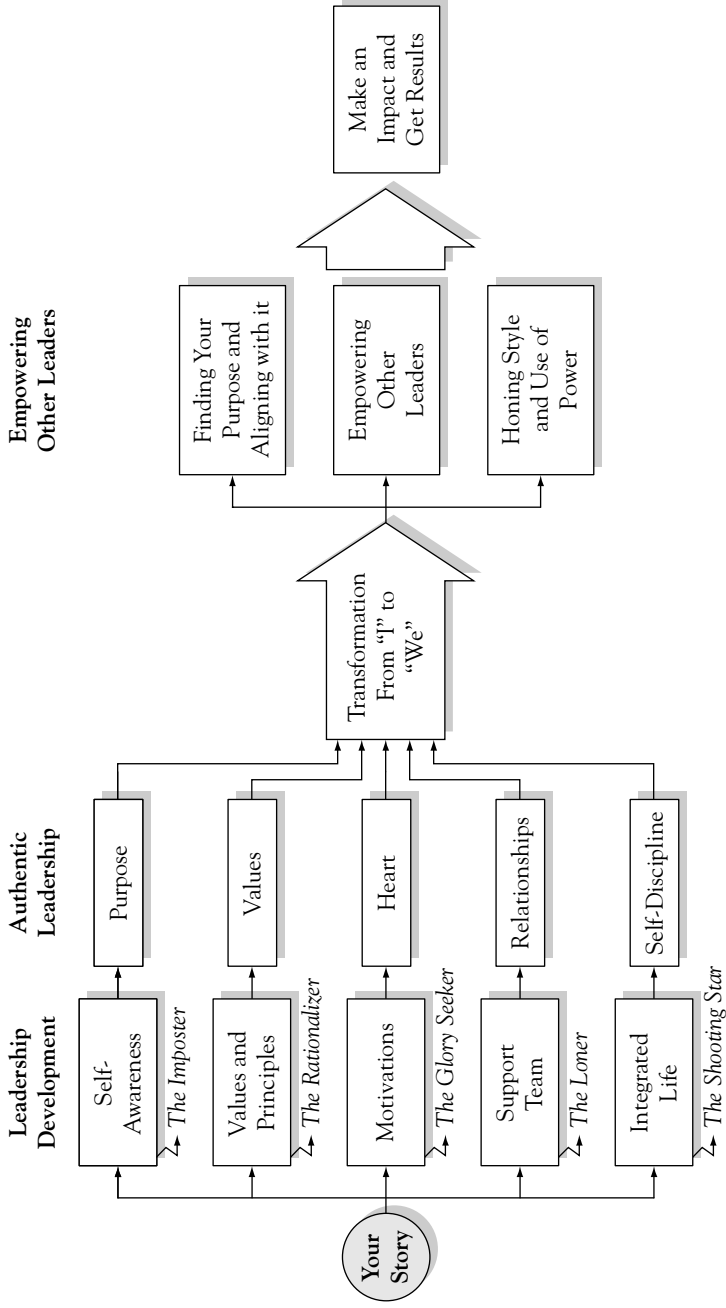 Leadership
Development
Authentic
Leadership
Empowering
Other Leaders
Your
Story
Self-
Awareness
The Imposter
Values and
Principles
The Rationalizer
Motivations
The Glory Seeker
Support
Team
The Loner
Integrated
Life
The Shooting Star
Purpose
Values
Heart
Relationships
Self-Discipline
Transformation
From “I” to
“We”
Finding Your
Purpose and
Aligning with it
Empowering
Other
Leaders
Honing Style
and Use of
Power
Make an
Impact and
Get Results